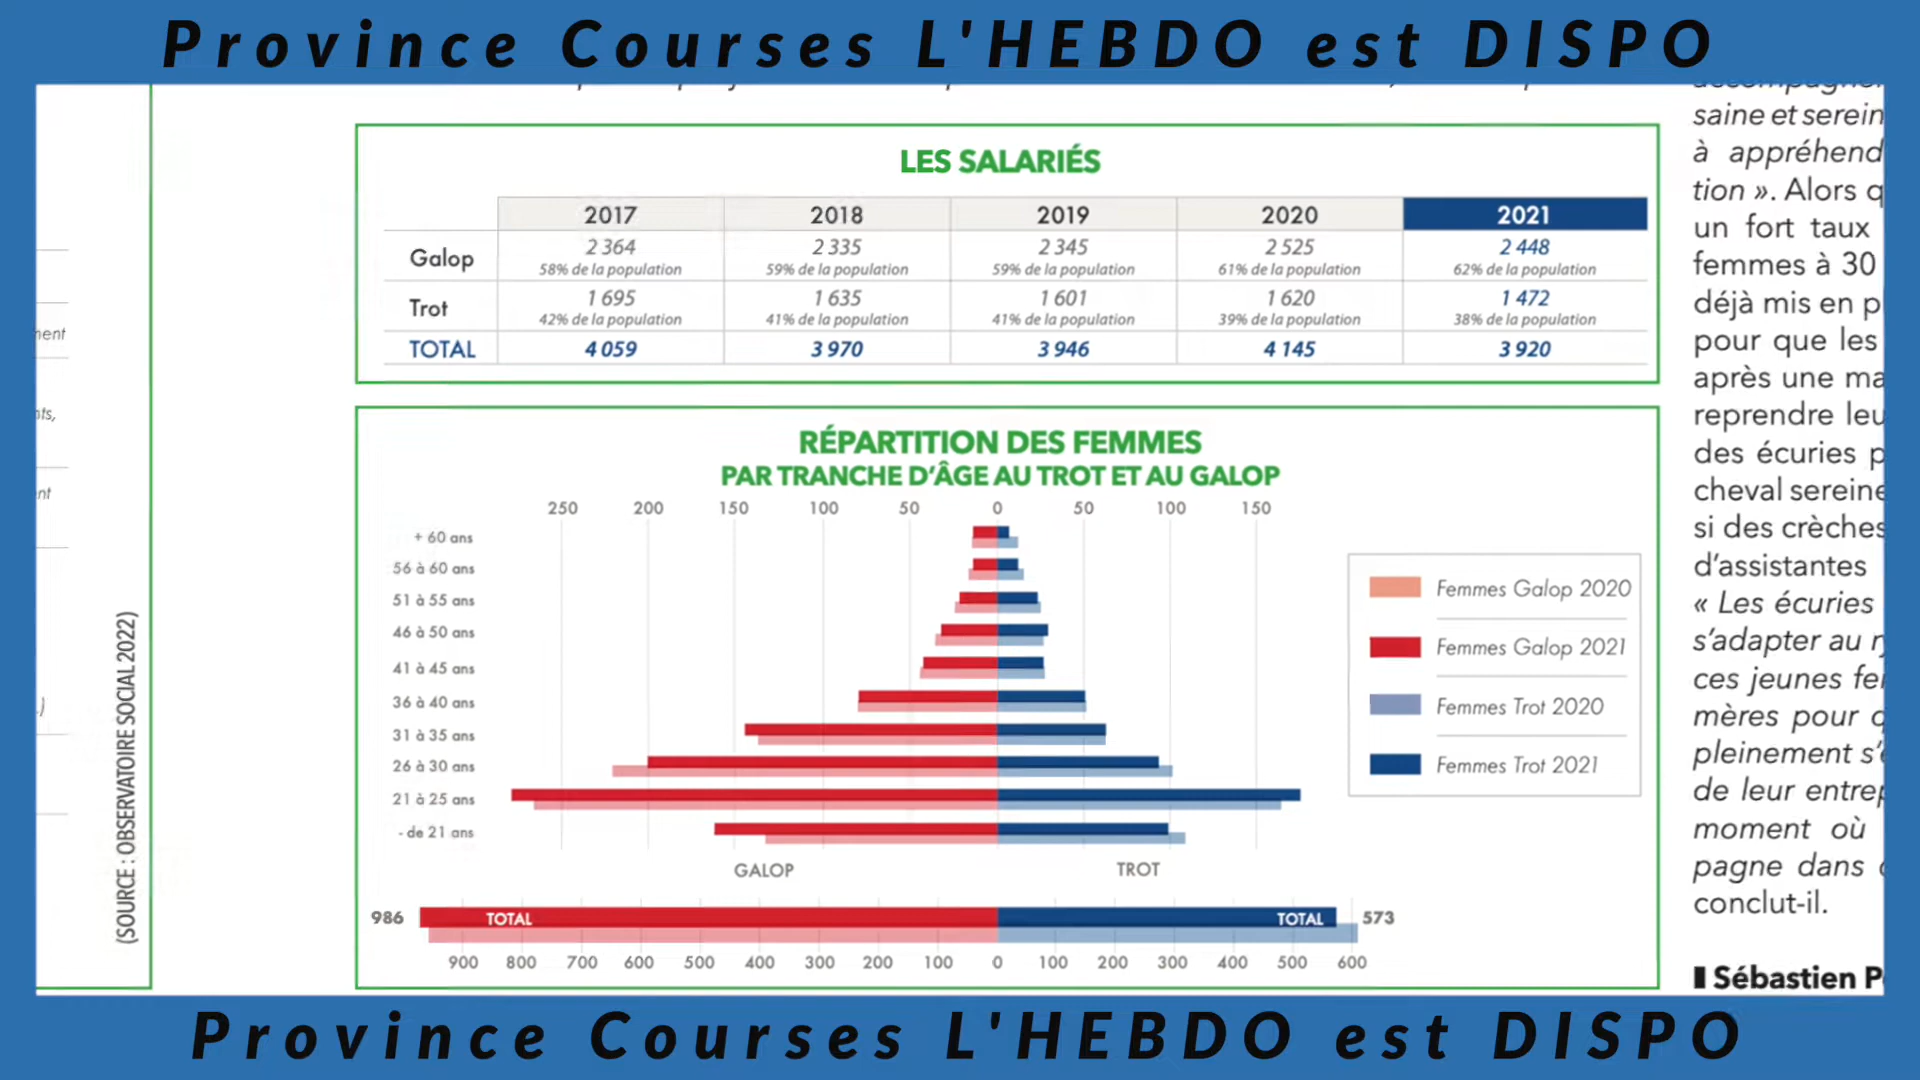 Province Courses L'HEBDO est DISPO
LES SALARIÉS
2017 2018 2019 2020 2021
Galop 2 364 2 335 2 345 2 525 2 448
58% de la population 59% de la population 59% de la population 61% de la population 62% de la population
Trot 1 695 1 635 1 601 1 620 1 472
42% de la population 41% de la population 41% de la population 39% de la population 38% de la population
TOTAL 4 059 3 970 3 946 4 145 3 920
RÉPARTITION DES FEMMES
PAR TRANCHE D'ÂGE AU TROT ET AU GALOP
250 200 150 100 50 0 50 100 150
+ 60 ans
56 à 60 ans
51 à 55 ans
46 à 50 ans
41 à 45 ans
36 à 40 ans
31 à 35 ans
26 à 30 ans
21 à 25 ans
- de 21 ans
GALOP TROT
986 TOTAL TOTAL 573
900 800 700 600 500 400 300 200 100 0 100 200 300 400 500 600
Femmes Galop 2020
Femmes Galop 2021
Femmes Trot 2020
Femmes Trot 2021
(SOURCE : OBSERVATOIRE SOCIAL 2022)
saine et serein
à appréhend
tion ». Alors q
un fort taux
femmes à 30
déjà mis en p
pour que les
après une ma
reprendre leu
des écuries p
cheval sereine
si des crèches
d'assistantes
« Les écuries
s'adapter au
ces jeunes fe
mères pour
pleinement s'
de leur entrep
moment où
pagne dans
conclut-il.
Sébastien P
Province Courses L'HEBDO est DISPO